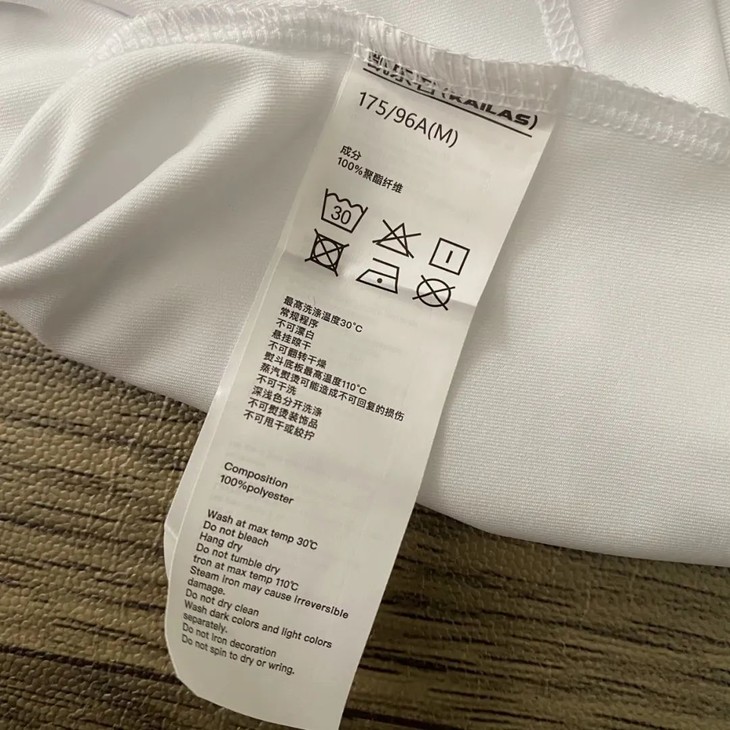 (KAILAS)
175/96A(M)
成分
100%聚酯纤维
30
最高洗涤温度30°C
常规程序
不可漂白
悬挂晾干
不可翻转干燥
熨斗底板最高温度110°C
蒸汽熨烫可能造成不可回复的损伤
不可干洗
深浅色分开洗涤
不可熨烫装饰品
不可甩干或絞拧
Composition
100%polyester
Wash at max temp 30℃
Do not bleach
Hang dry
Do not tumble dry
tron at max temp 110℃
Steam iron may cause irreversible
damage.
Do not dry clean
Wash dark colors and light colors
separately.
Do not iron decoration
Do not spin to dry or wring.